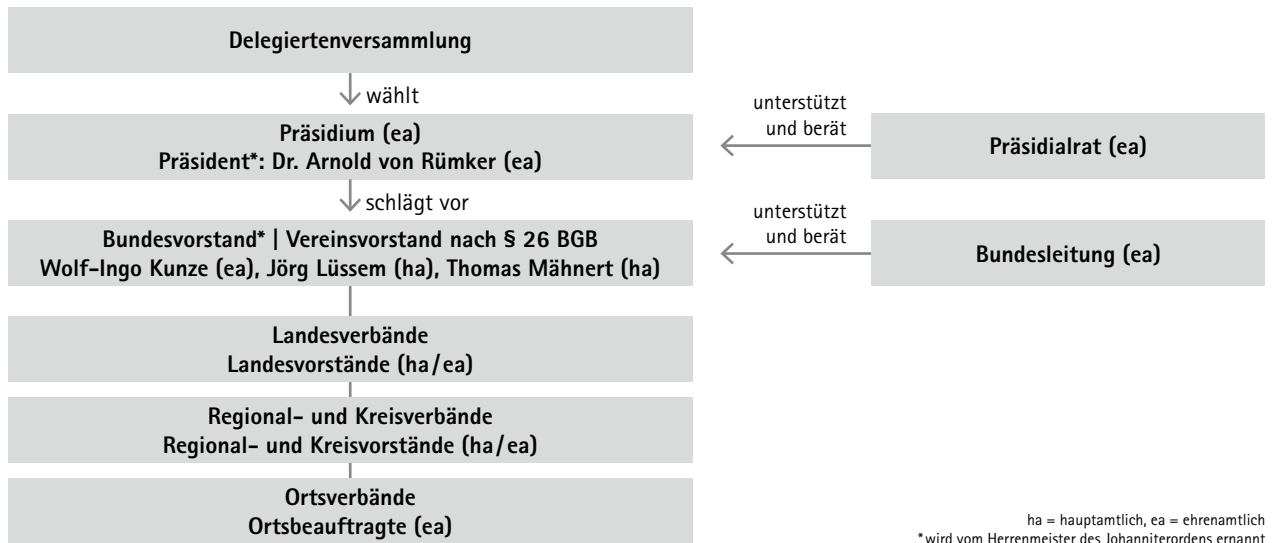 Delegiertenversammlung
wählt
Präsidium (ea)
Präsident*: Dr. Arnold von Rümker (ea)
unterstützt
und berät
Präsidialrat (ea)
schlägt vor
Bundesvorstand* | Vereinsvorstand nach § 26 BGB
Wolf-Ingo Kunze (ea), Jörg Lüssem (ha), Thomas Mähnert (ha)
unterstützt
und berät
Bundesleitung (ea)
Landesverbände
Landesvorstände (ha/ea)
Regional- und Kreisverbände
Regional- und Kreisvorstände (ha/ea)
Ortsverbände
Ortsbeauftragte (ea)
ha = hauptamtlich, ea = ehrenamtlich
*wird vom Herrenmeister des Johanniterordens ernannt